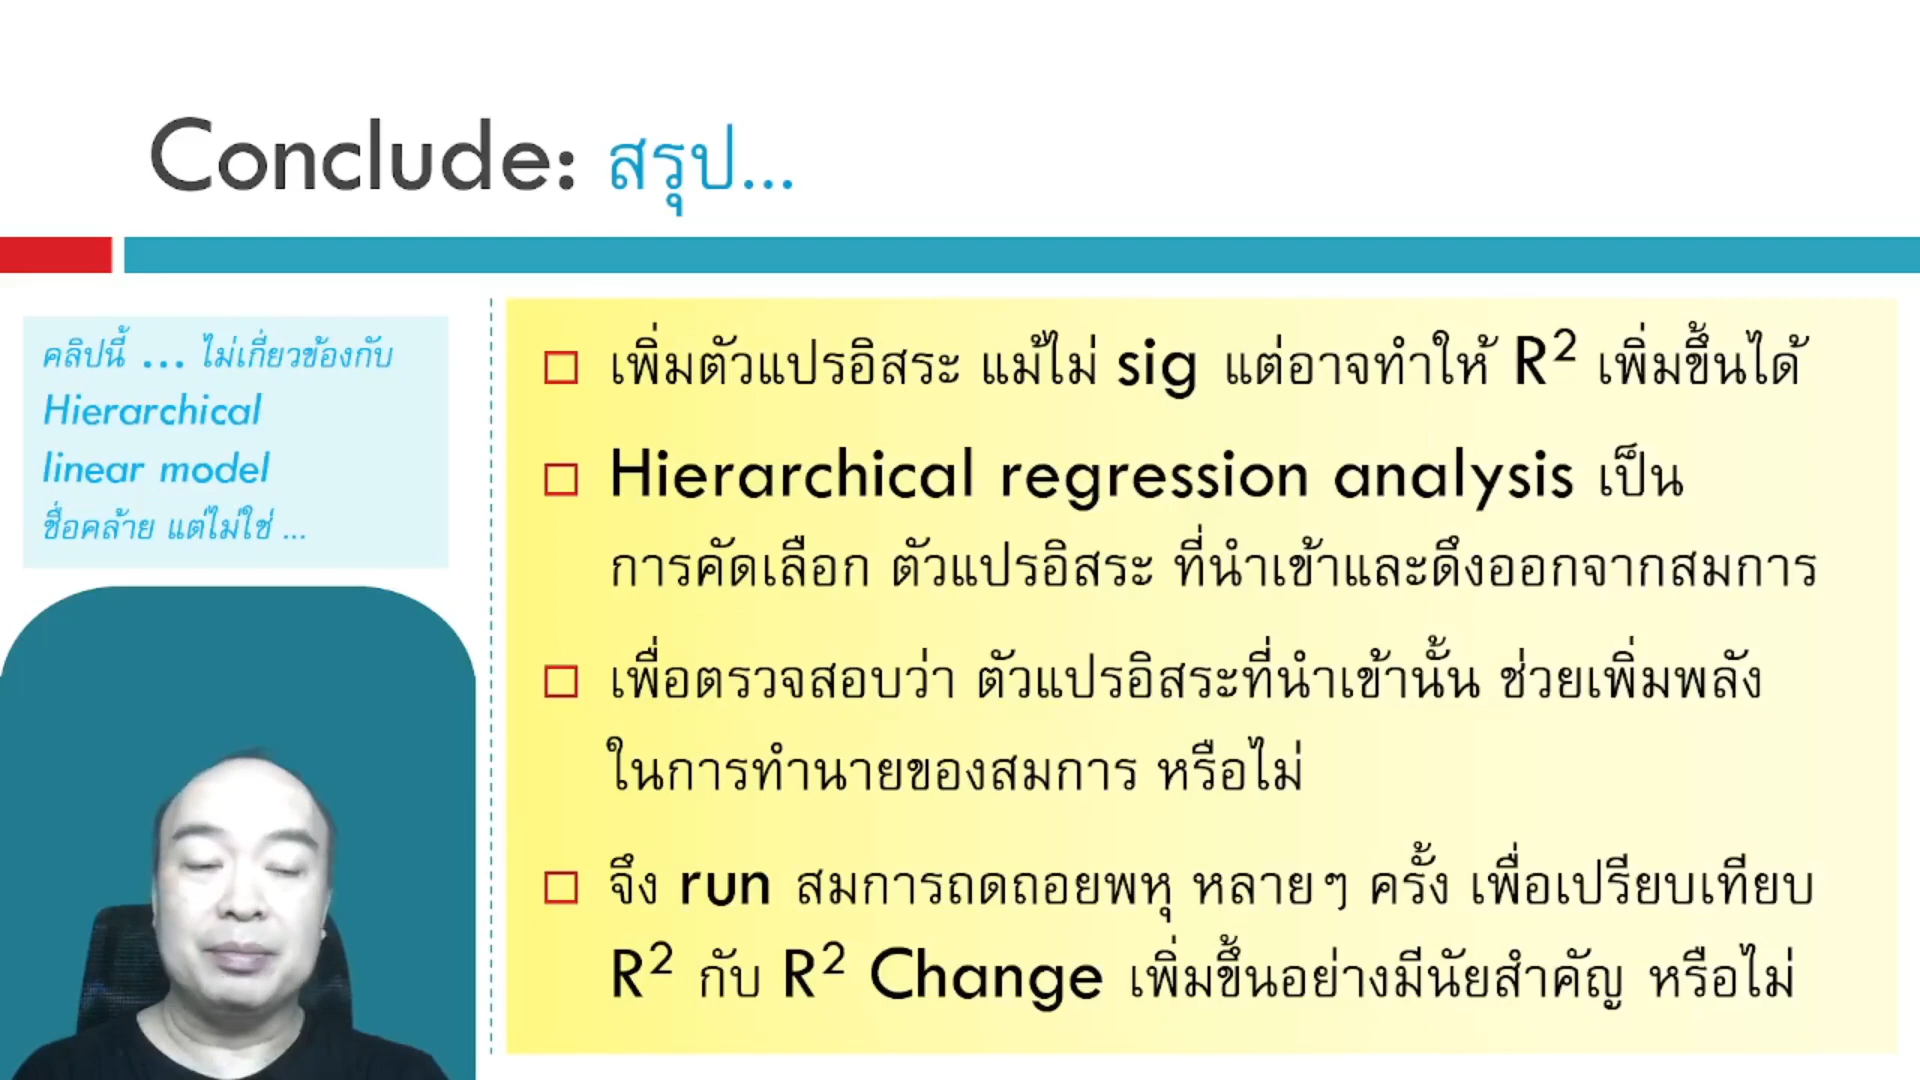 Conclude: สรุป...
คลิปนี้ ... ไม่เกี่ยวข้องกับ
Hierarchical
linear model
ชื่อคล้าย แต่ไม่ใช่ ...
เพิ่มตัวแปรอิสระ แม้ไม่ sig แต่อาจทำให้ R² เพิ่มขึ้นได้
Hierarchical regression analysis เป็น
การคัดเลือก ตัวแปรอิสระ ที่นำเข้าและดึงออกจากสมการ
เพื่อตรวจสอบว่า ตัวแปรอิสระที่นำเข้านั้น ช่วยเพิ่มพลัง
ในการทำนายของสมการ หรือไม่
จึง run สมการถดถอยพหุ หลายๆ ครั้ง เพื่อเปรียบเทียบ
R² กับ R² Change เพิ่มขึ้นอย่างมีนัยสำคัญ หรือไม่